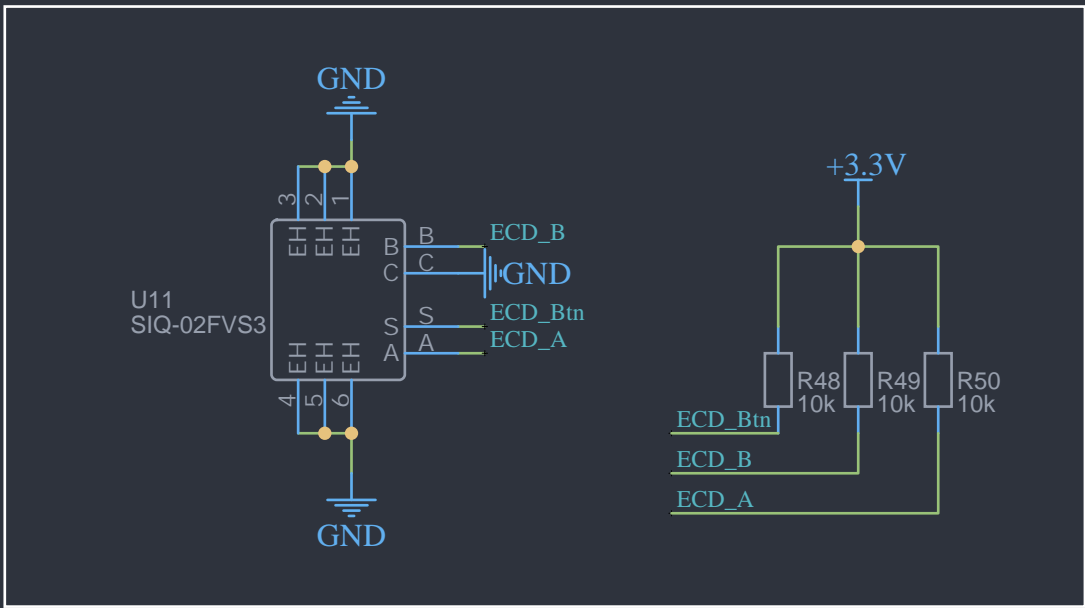 GND
+3.3V
3 2 1
EH EH EH
B B ECD_B
C C GND
U11
SIQ-02FVS3
S S ECD_Btn
A A ECD_A
EH EH EH
4 5 6
GND
R48 R49 R50
10k 10k 10k
ECD_Btn
ECD_B
ECD_A